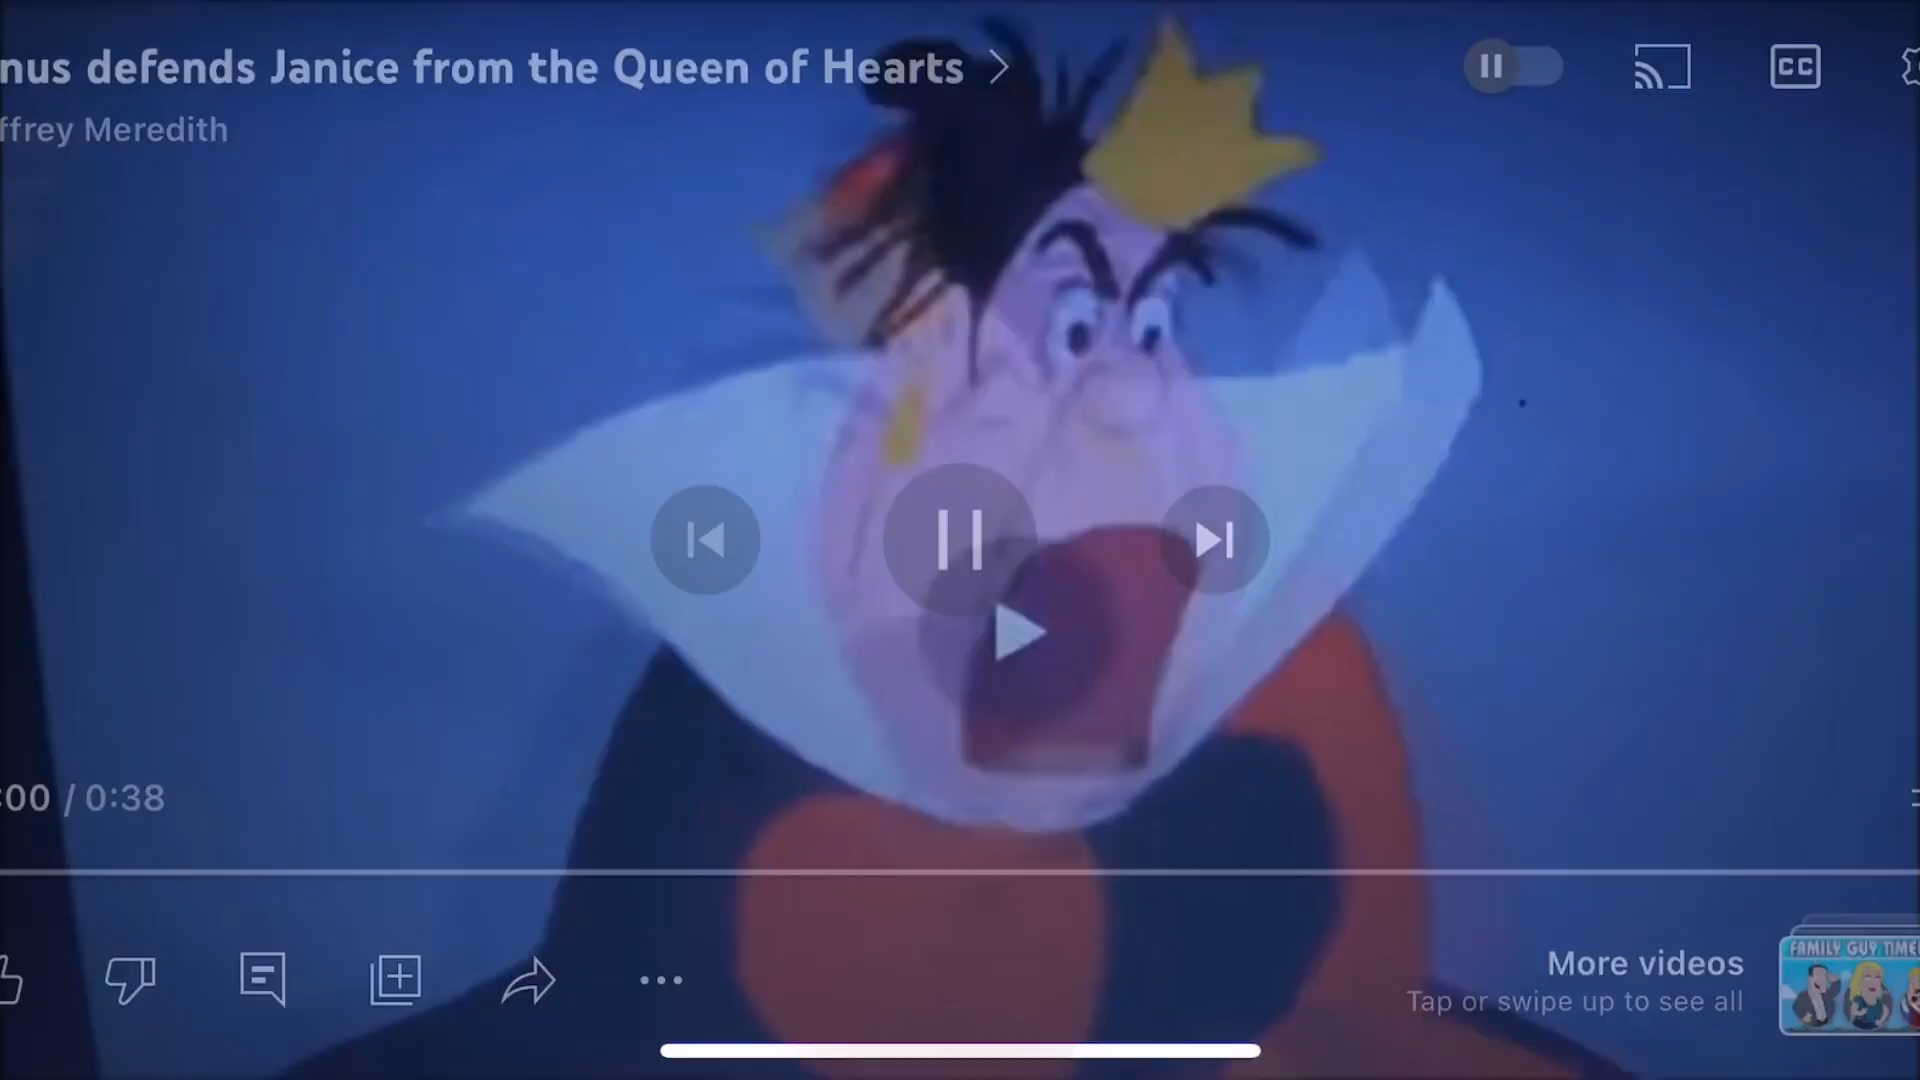 nus defends Janice from the Queen of Hearts
ffrey Meredith
CC
:00 / 0:38
More videos
Tap or swipe up to see all
FAMILY GUY TIME